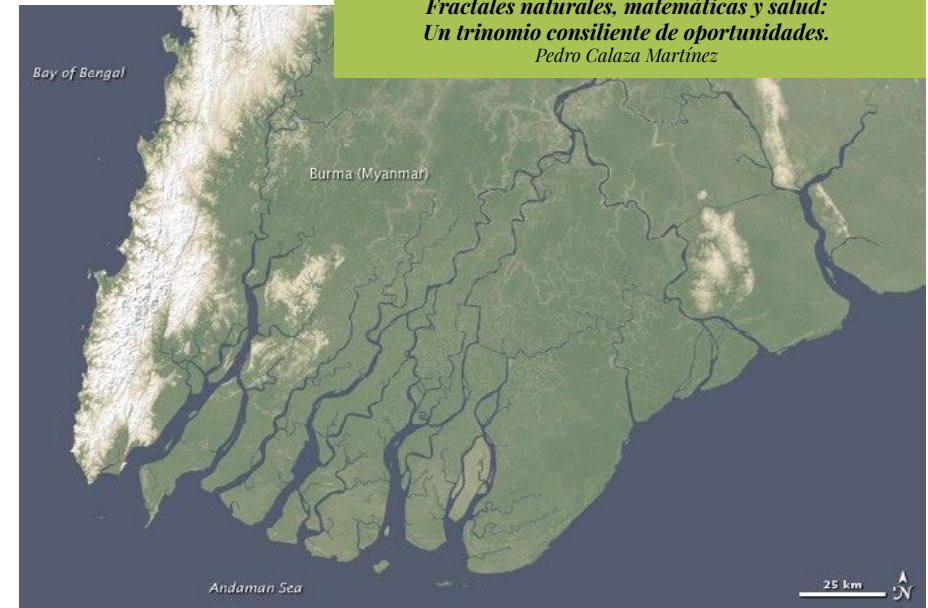 Fractales naturales, matemáticas y salud:
Un trinomio consiliente de oportunidades.
Pedro Calaza Martínez
Bay of Bengal
Burma (Myanmar)
Andaman Sea
25 km
N